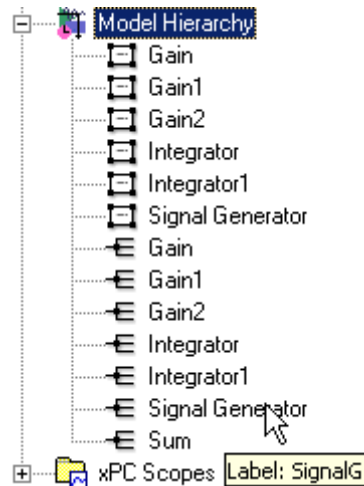 Model Hierarchy
Gain
Gain1
Gain2
Integrator
Integrator1
Signal Generator
Gain
Gain1
Gain2
Integrator
Integrator1
Signal Generator
Sum
xPC Scopes Label: SignalG